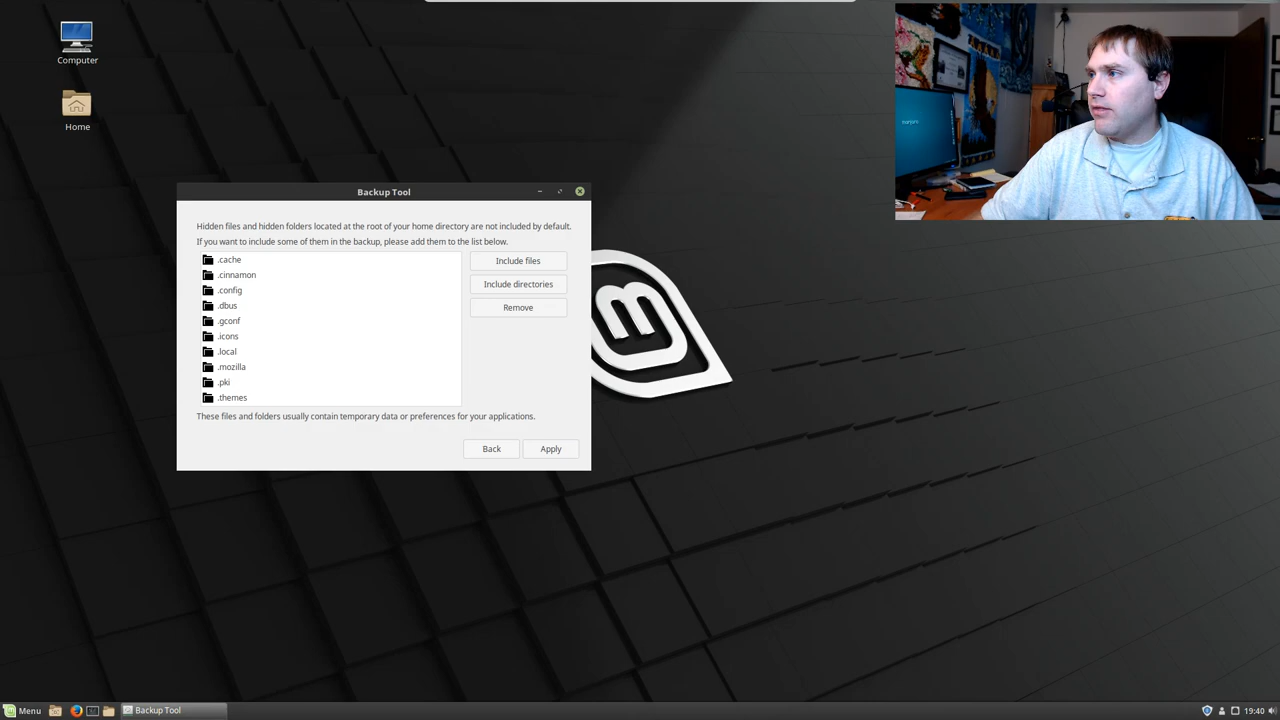 Computer
Home
Backup Tool
Hidden files and hidden folders located at the root of your home directory are not included by default.
If you want to include some of them in the backup, please add them to the list below.
.cache
.cinnamon
.config
.dbus
.gconf
.icons
.local
.mozilla
.pki
.themes
Include files
Include directories
Remove
These files and folders usually contain temporary data or preferences for your applications.
Back
Apply
Menu
Backup Tool
19:40